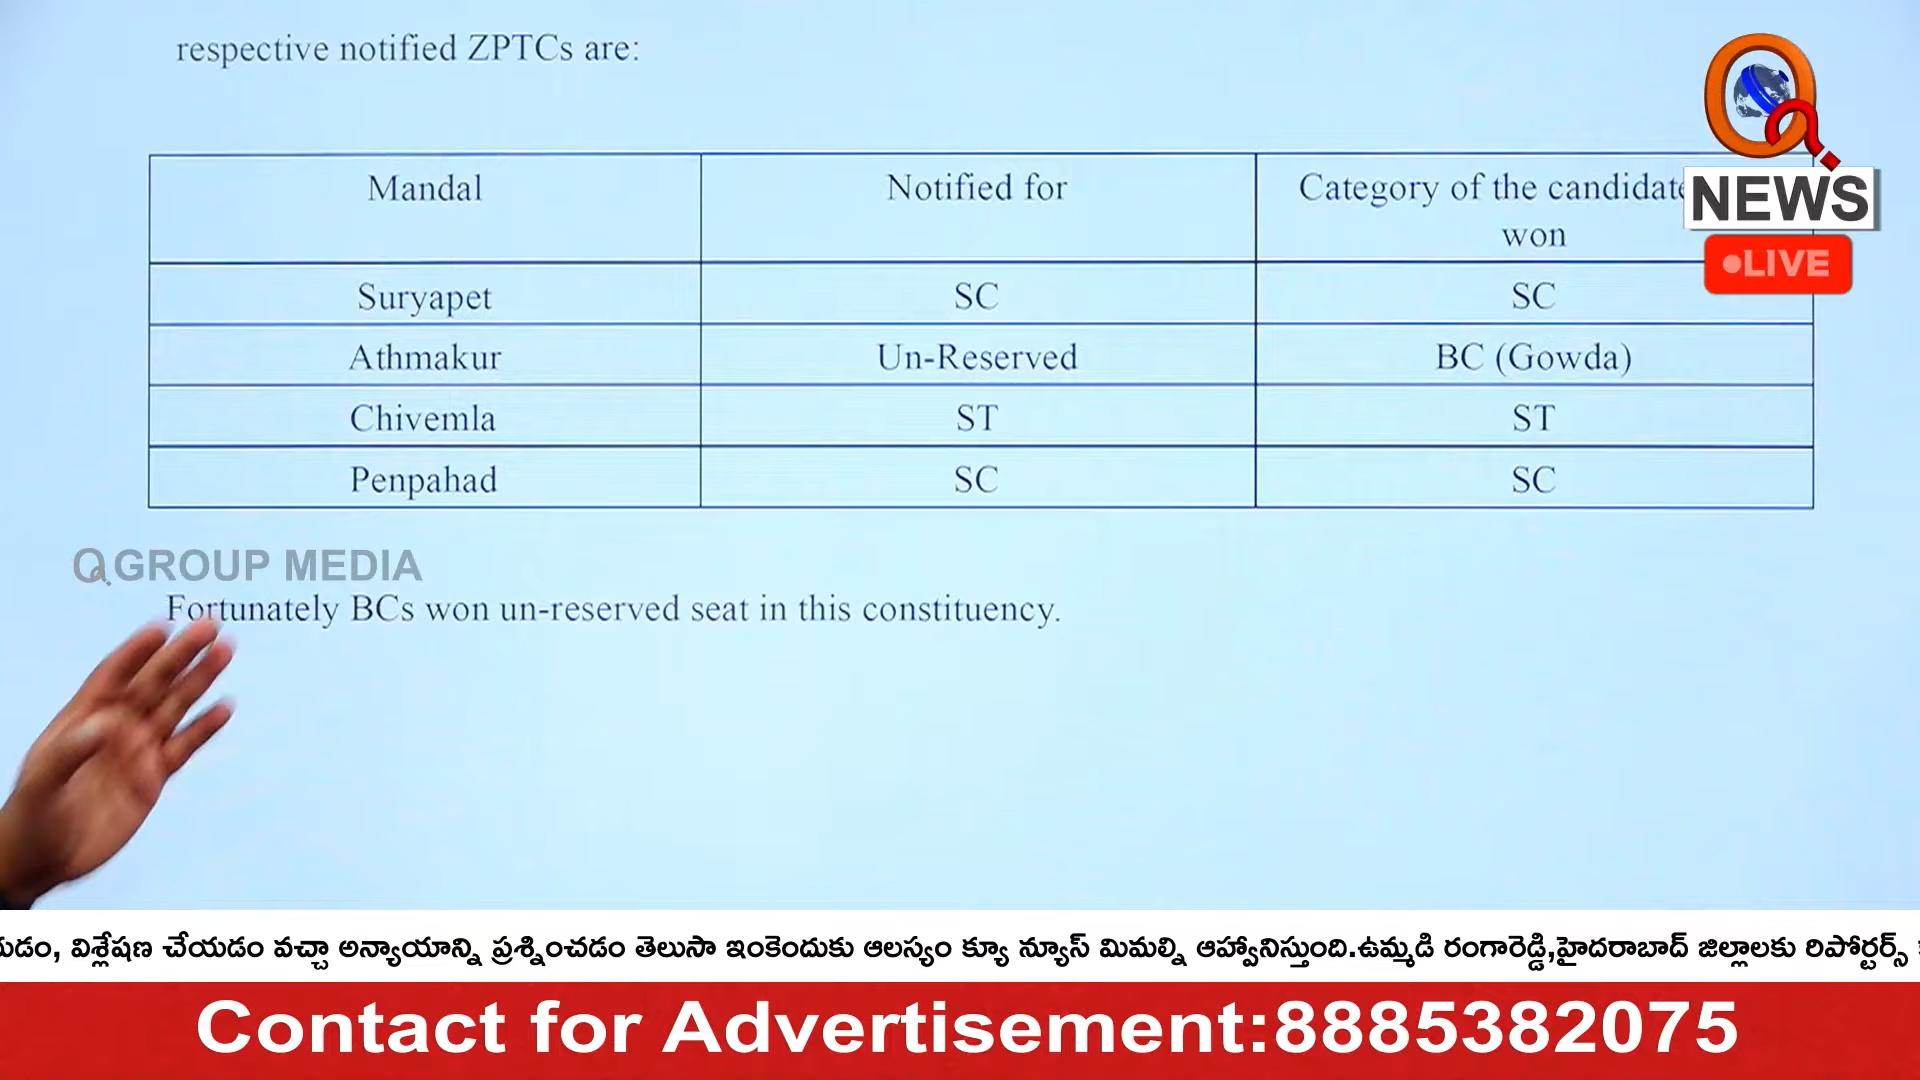 respective notified ZPTCs are:
Mandal Notified for Category of the candidate won
Suryapet SC SC
Athmakur Un-Reserved BC (Gowda)
Chivemla ST ST
Penpahad SC SC
Fortunately BCs won un-reserved seat in this constituency.
Q GROUP MEDIA
Q NEWS
LIVE
విశ్లేషణ చేయడం వచ్చా అన్యాయాన్ని ప్రశ్నించడం తెలుసా ఇంకెందుకు ఆలస్యం క్యూ న్యూస్ మిమల్ని ఆహ్వానిస్తుంది.ఉమ్మడి రంగారెడ్డి,హైదరాబాద్ జిల్లాలకు రిపోర్టర్స్
Contact for Advertisement:8885382075